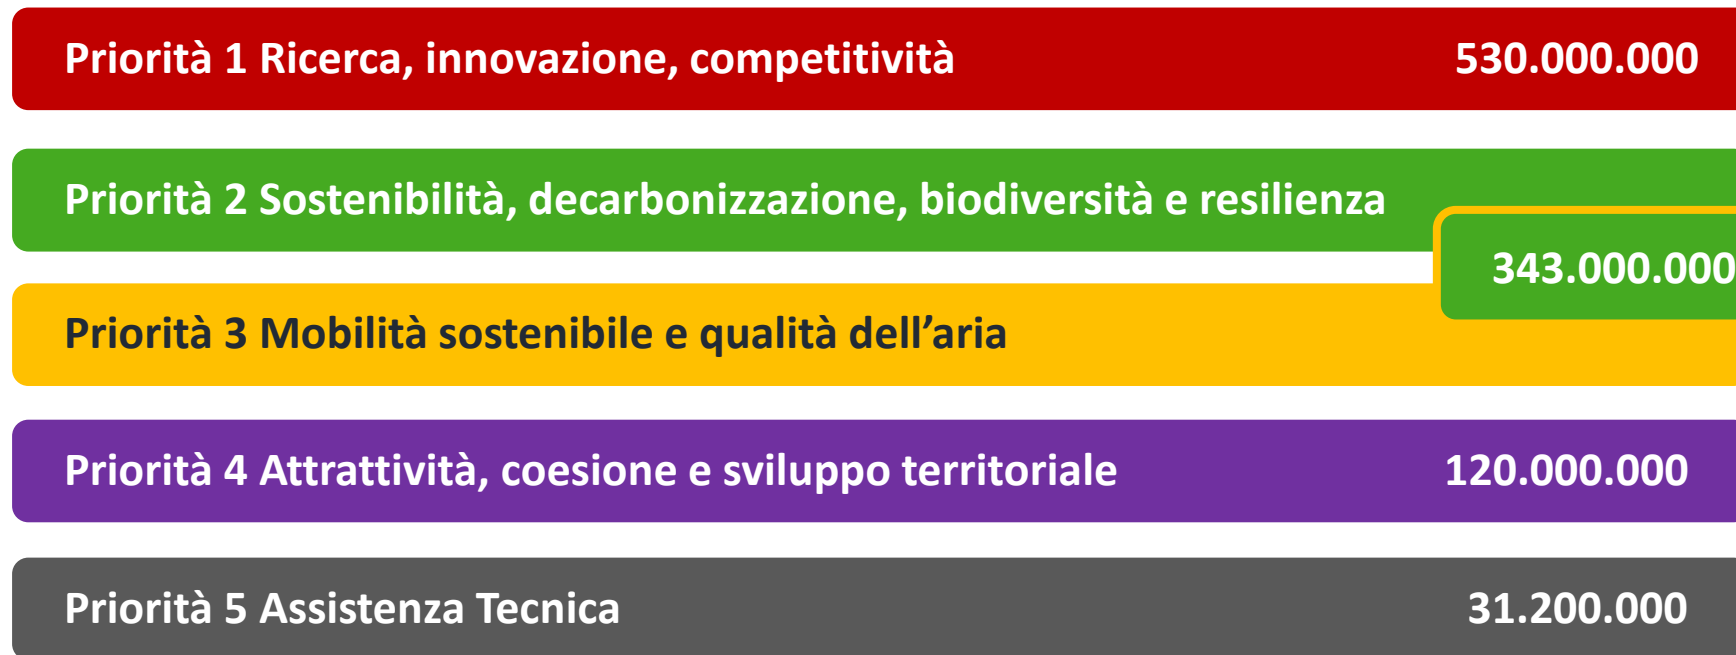 Priorità 1 Ricerca, innovazione, competitività 530.000.000
Priorità 2 Sostenibilità, decarbonizzazione, biodiversità e resilienza
343.000.000
Priorità 3 Mobilità sostenibile e qualità dell’aria
Priorità 4 Attrattività, coesione e sviluppo territoriale 120.000.000
Priorità 5 Assistenza Tecnica 31.200.000